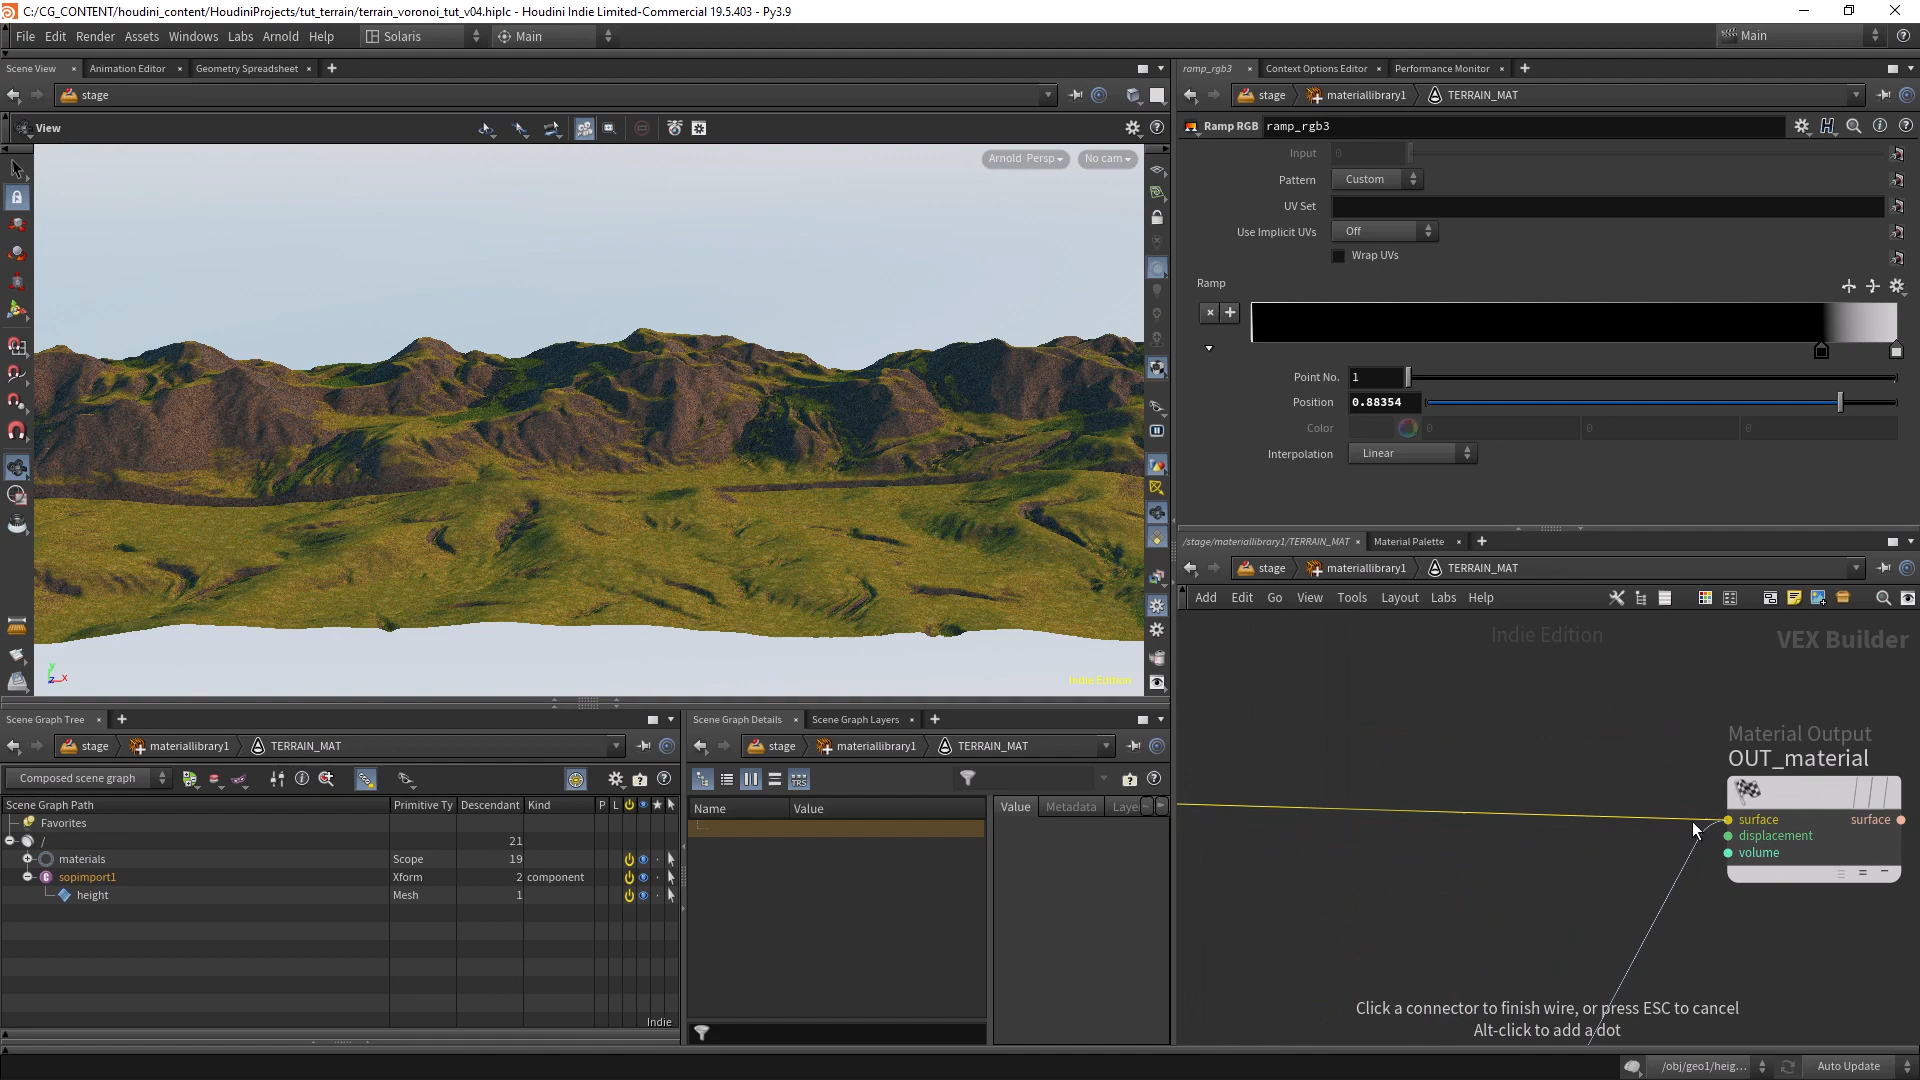 C:/CG_CONTENT/houdini_content/HoudiniProjects/tut_terrain/terrain_voronoi_tut_v04.hiplc - Houdini Indie Limited-Commercial 19.5.403 - Py3.9
File Edit Render Assets Windows Labs Arnold Help Solaris Main Main
Scene View Animation Editor Geometry Spreadsheet
stage
View
Arnold Persp No cam
Indie Edition
y
z x
ramp_rgb3 Context Options Editor Performance Monitor
stage materiallibrary1 TERRAIN_MAT
Ramp RGB ramp_rgb3
Input 0
Pattern Custom
UV Set
Use Implicit UVs Off
Wrap UVs
Ramp
Point No. 1
Position 0.88354
Color 0 0 0
Interpolation Linear
/stage/materiallibrary1/TERRAIN_MAT Material Palette
stage materiallibrary1 TERRAIN_MAT
Add Edit Go View Tools Layout Labs Help
Indie Edition
VEX Builder
Material Output
OUT_material
surface surface
displacement
volume
Click a connector to finish wire, or press ESC to cancel
Alt-click to add a dot
Scene Graph Tree
stage materiallibrary1 TERRAIN_MAT
Composed scene graph
Scene Graph Path Primitive Ty Descendant Kind P L
Favorites
/ 21
materials Scope 19
sopimport1 Xform 2 component
height Mesh 1
Indie
Scene Graph Details Scene Graph Layers
stage materiallibrary1 TERRAIN_MAT
TRS
Name Value
Value Metadata Laye
/obj/geo1/heig... Auto Update